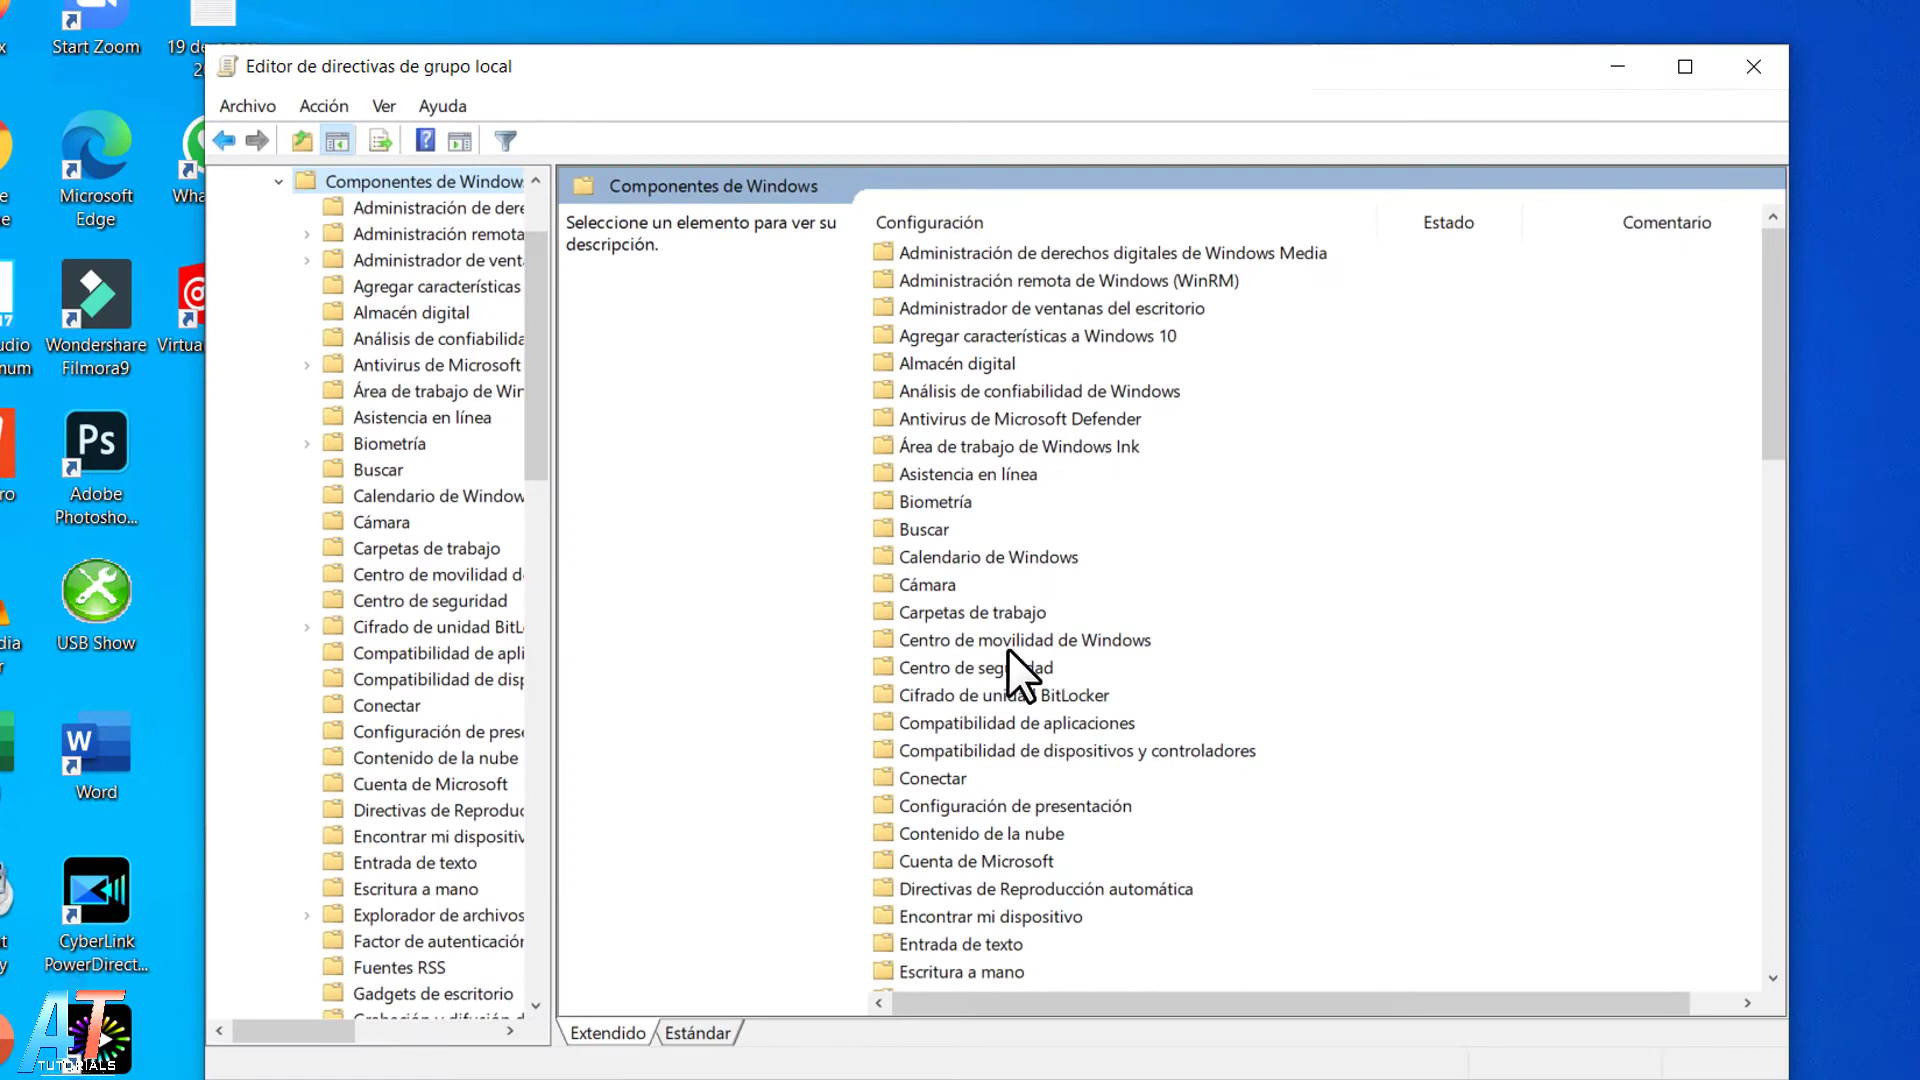 Start Zoom
19 de
Editor de directivas de grupo local
Archivo Acción Ver Ayuda
Microsoft
Edge
Wondershare
Filmora9
Ps
Adobe
Photosho...
USB Show
W
Word
CyberLink
PowerDirect...
AT
TUTORIALS
Componentes de Windows
Administración de dere
Administración remota
Administrador de venta
Agregar características
Almacén digital
Análisis de confiabilida
Antivirus de Microsoft
Área de trabajo de Win
Asistencia en línea
Biometría
Buscar
Calendario de Window
Cámara
Carpetas de trabajo
Centro de movilidad d
Centro de seguridad
Cifrado de unidad BitL
Compatibilidad de apli
Compatibilidad de disp
Conectar
Configuración de prese
Contenido de la nube
Cuenta de Microsoft
Directivas de Reproduc
Encontrar mi dispositiv
Entrada de texto
Escritura a mano
Explorador de archivos
Factor de autenticación
Fuentes RSS
Gadgets de escritorio
Componentes de Windows
Seleccione un elemento para ver su
descripción.
Configuración Estado Comentario
Administración de derechos digitales de Windows Media
Administración remota de Windows (WinRM)
Administrador de ventanas del escritorio
Agregar características a Windows 10
Almacén digital
Análisis de confiabilidad de Windows
Antivirus de Microsoft Defender
Área de trabajo de Windows Ink
Asistencia en línea
Biometría
Buscar
Calendario de Windows
Cámara
Carpetas de trabajo
Centro de movilidad de Windows
Centro de seguridad
Cifrado de unidad BitLocker
Compatibilidad de aplicaciones
Compatibilidad de dispositivos y controladores
Conectar
Configuración de presentación
Contenido de la nube
Cuenta de Microsoft
Directivas de Reproducción automática
Encontrar mi dispositivo
Entrada de texto
Escritura a mano
Extendido Estándar